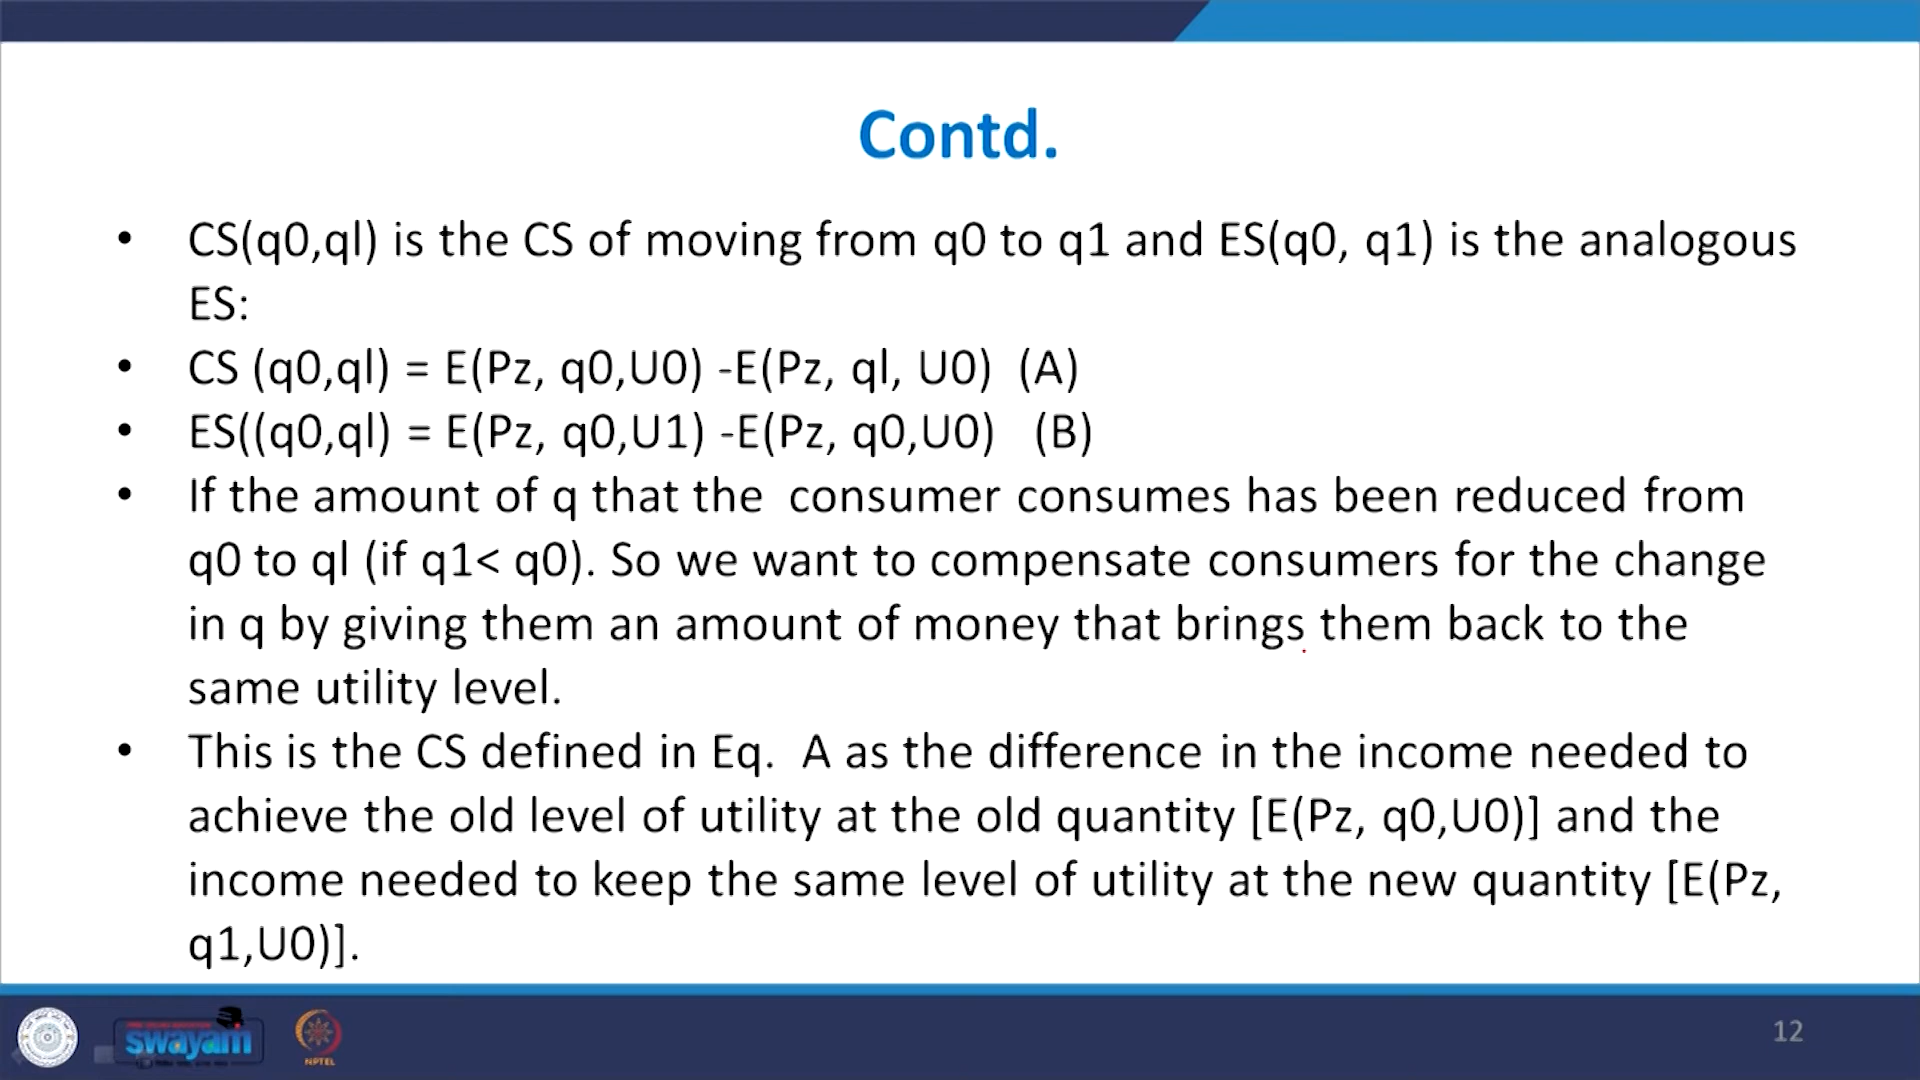 Contd.
• CS(q0,ql) is the CS of moving from q0 to q1 and ES(q0, q1) is the analogous
ES:
• CS (q0,ql) = E(Pz, q0,U0) -E(Pz, ql, U0) (A)
• ES((q0,ql) = E(Pz, q0,U1) -E(Pz, q0,U0) (B)
• If the amount of q that the consumer consumes has been reduced from
q0 to ql (if q1< q0). So we want to compensate consumers for the change
in q by giving them an amount of money that brings them back to the
same utility level.
• This is the CS defined in Eq. A as the difference in the income needed to
achieve the old level of utility at the old quantity [E(Pz, q0,U0)] and the
income needed to keep the same level of utility at the new quantity [E(Pz,
q1,U0)].
swayam
NPTEL
12